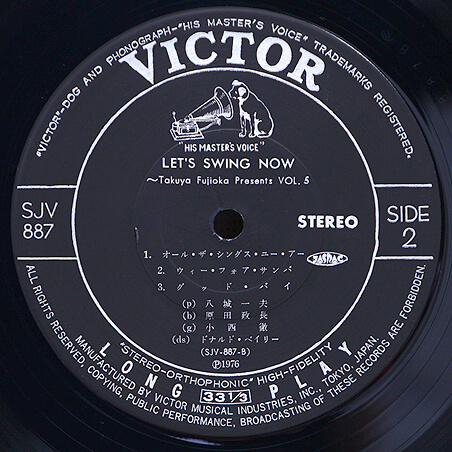 "VICTOR"-DOG AND PHONOGRAPH-"HIS MASTER'S VOICE" TRADEMARKS REGISTERED.
VICTOR
"HIS MASTER'S VOICE"
LET'S SWING NOW
~Takuya Fujioka Presents VOL. 5
SJV
887
STEREO
SIDE
2
JASRAC
1. オール・ザ・シングス・ユー・アー
2. ウィー・フォア・サンバ
3. グッド・バイ
(p) 八城一夫
(b) 原田政長
(g) 小西徹
(ds) ドナルド・ベイリー
(SJV-887-B)
Ⓟ1976
"STEREO-ORTHOPHONIC" HIGH-FIDELITY
LONG 33 1/3 PLAY
MANUFACTURED BY VICTOR MUSICAL INDUSTRIES, INC., TOKYO, JAPAN.
ALL RIGHTS RESERVED, COPYING, PUBLIC PERFORMANCE, BROADCASTING OF THESE RECORDS ARE FORBIDDEN.